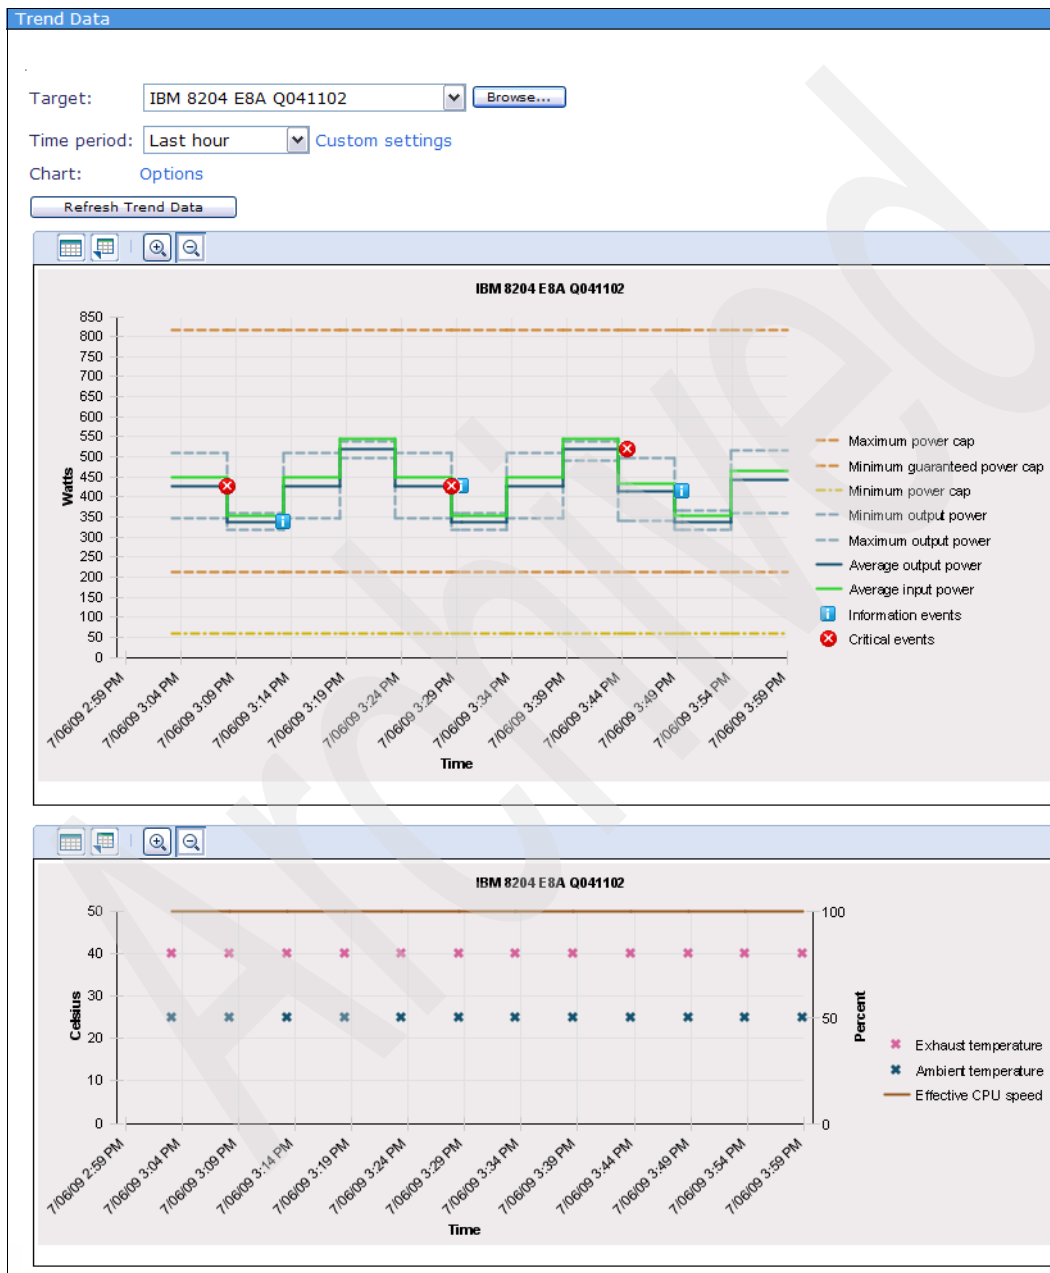 Trend Data
Target: IBM 8204 E8A Q041102 Browse...
Time period: Last hour Custom settings
Chart: Options
Refresh Trend Data
IBM 8204 E8A Q041102
850
800
750
700
650
600
550
500
450
400
350
300
250
200
150
100
50
0
Watts
Maximum power cap
Minimum guaranteed power cap
Minimum power cap
Minimum output power
Maximum output power
Average output power
Average input power
Information events
Critical events
7/06/09 2:59 PM
7/06/09 3:04 PM
7/06/09 3:09 PM
7/06/09 3:14 PM
7/06/09 3:19 PM
7/06/09 3:24 PM
7/06/09 3:29 PM
7/06/09 3:34 PM
7/06/09 3:39 PM
7/06/09 3:44 PM
7/06/09 3:49 PM
7/06/09 3:54 PM
7/06/09 3:59 PM
Time
IBM 8204 E8A Q041102
50
40
30
20
10
0
Celsius
100
50
0
Percent
Exhaust temperature
Ambient temperature
Effective CPU speed
7/06/09 2:59 PM
7/06/09 3:04 PM
7/06/09 3:09 PM
7/06/09 3:14 PM
7/06/09 3:19 PM
7/06/09 3:24 PM
7/06/09 3:29 PM
7/06/09 3:34 PM
7/06/09 3:39 PM
7/06/09 3:44 PM
7/06/09 3:49 PM
7/06/09 3:54 PM
7/06/09 3:59 PM
Time
Archived